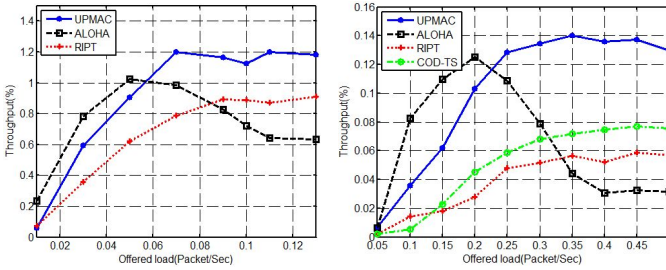 UPMAC
ALOHA
RIPT
1.4
1.2
1
0.8
0.6
0.4
0.2
0
0.02 0.04 0.06 0.08 0.1 0.12
Throughput(%)
Offered load(Packet/Sec)
UPMAC
ALOHA
RIPT
COD-TS
0.16
0.14
0.12
0.1
0.08
0.06
0.04
0.02
0
0.05 0.1 0.15 0.2 0.25 0.3 0.35 0.4 0.45
Throughput(%)
Offered load(Packet/Sec)